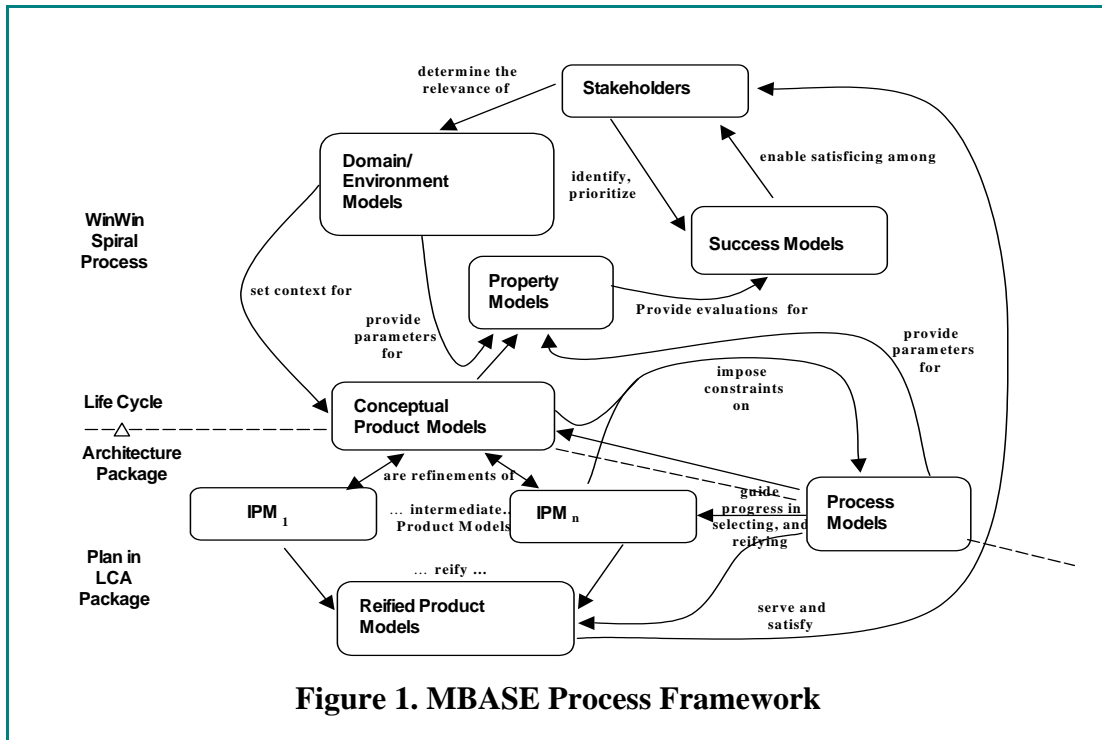 determine the
relevance of
Stakeholders
enable satisficing among
Domain/
Environment
Models
identify,
prioritize
WinWin
Spiral
Process
Success Models
Property
Models
set context for
Provide evaluations for
provide
parameters
for
provide
parameters
for
impose
constraints
on
Life Cycle
Architecture
Package
Conceptual
Product Models
are refinements of
IPM 1
... intermediate..
Product Models
IPM n
guide
progress in
selecting, and
reifying
Process
Models
Plan in
LCA
Package
... reify ...
Reified Product
Models
serve and
satisfy
Figure 1. MBASE Process Framework